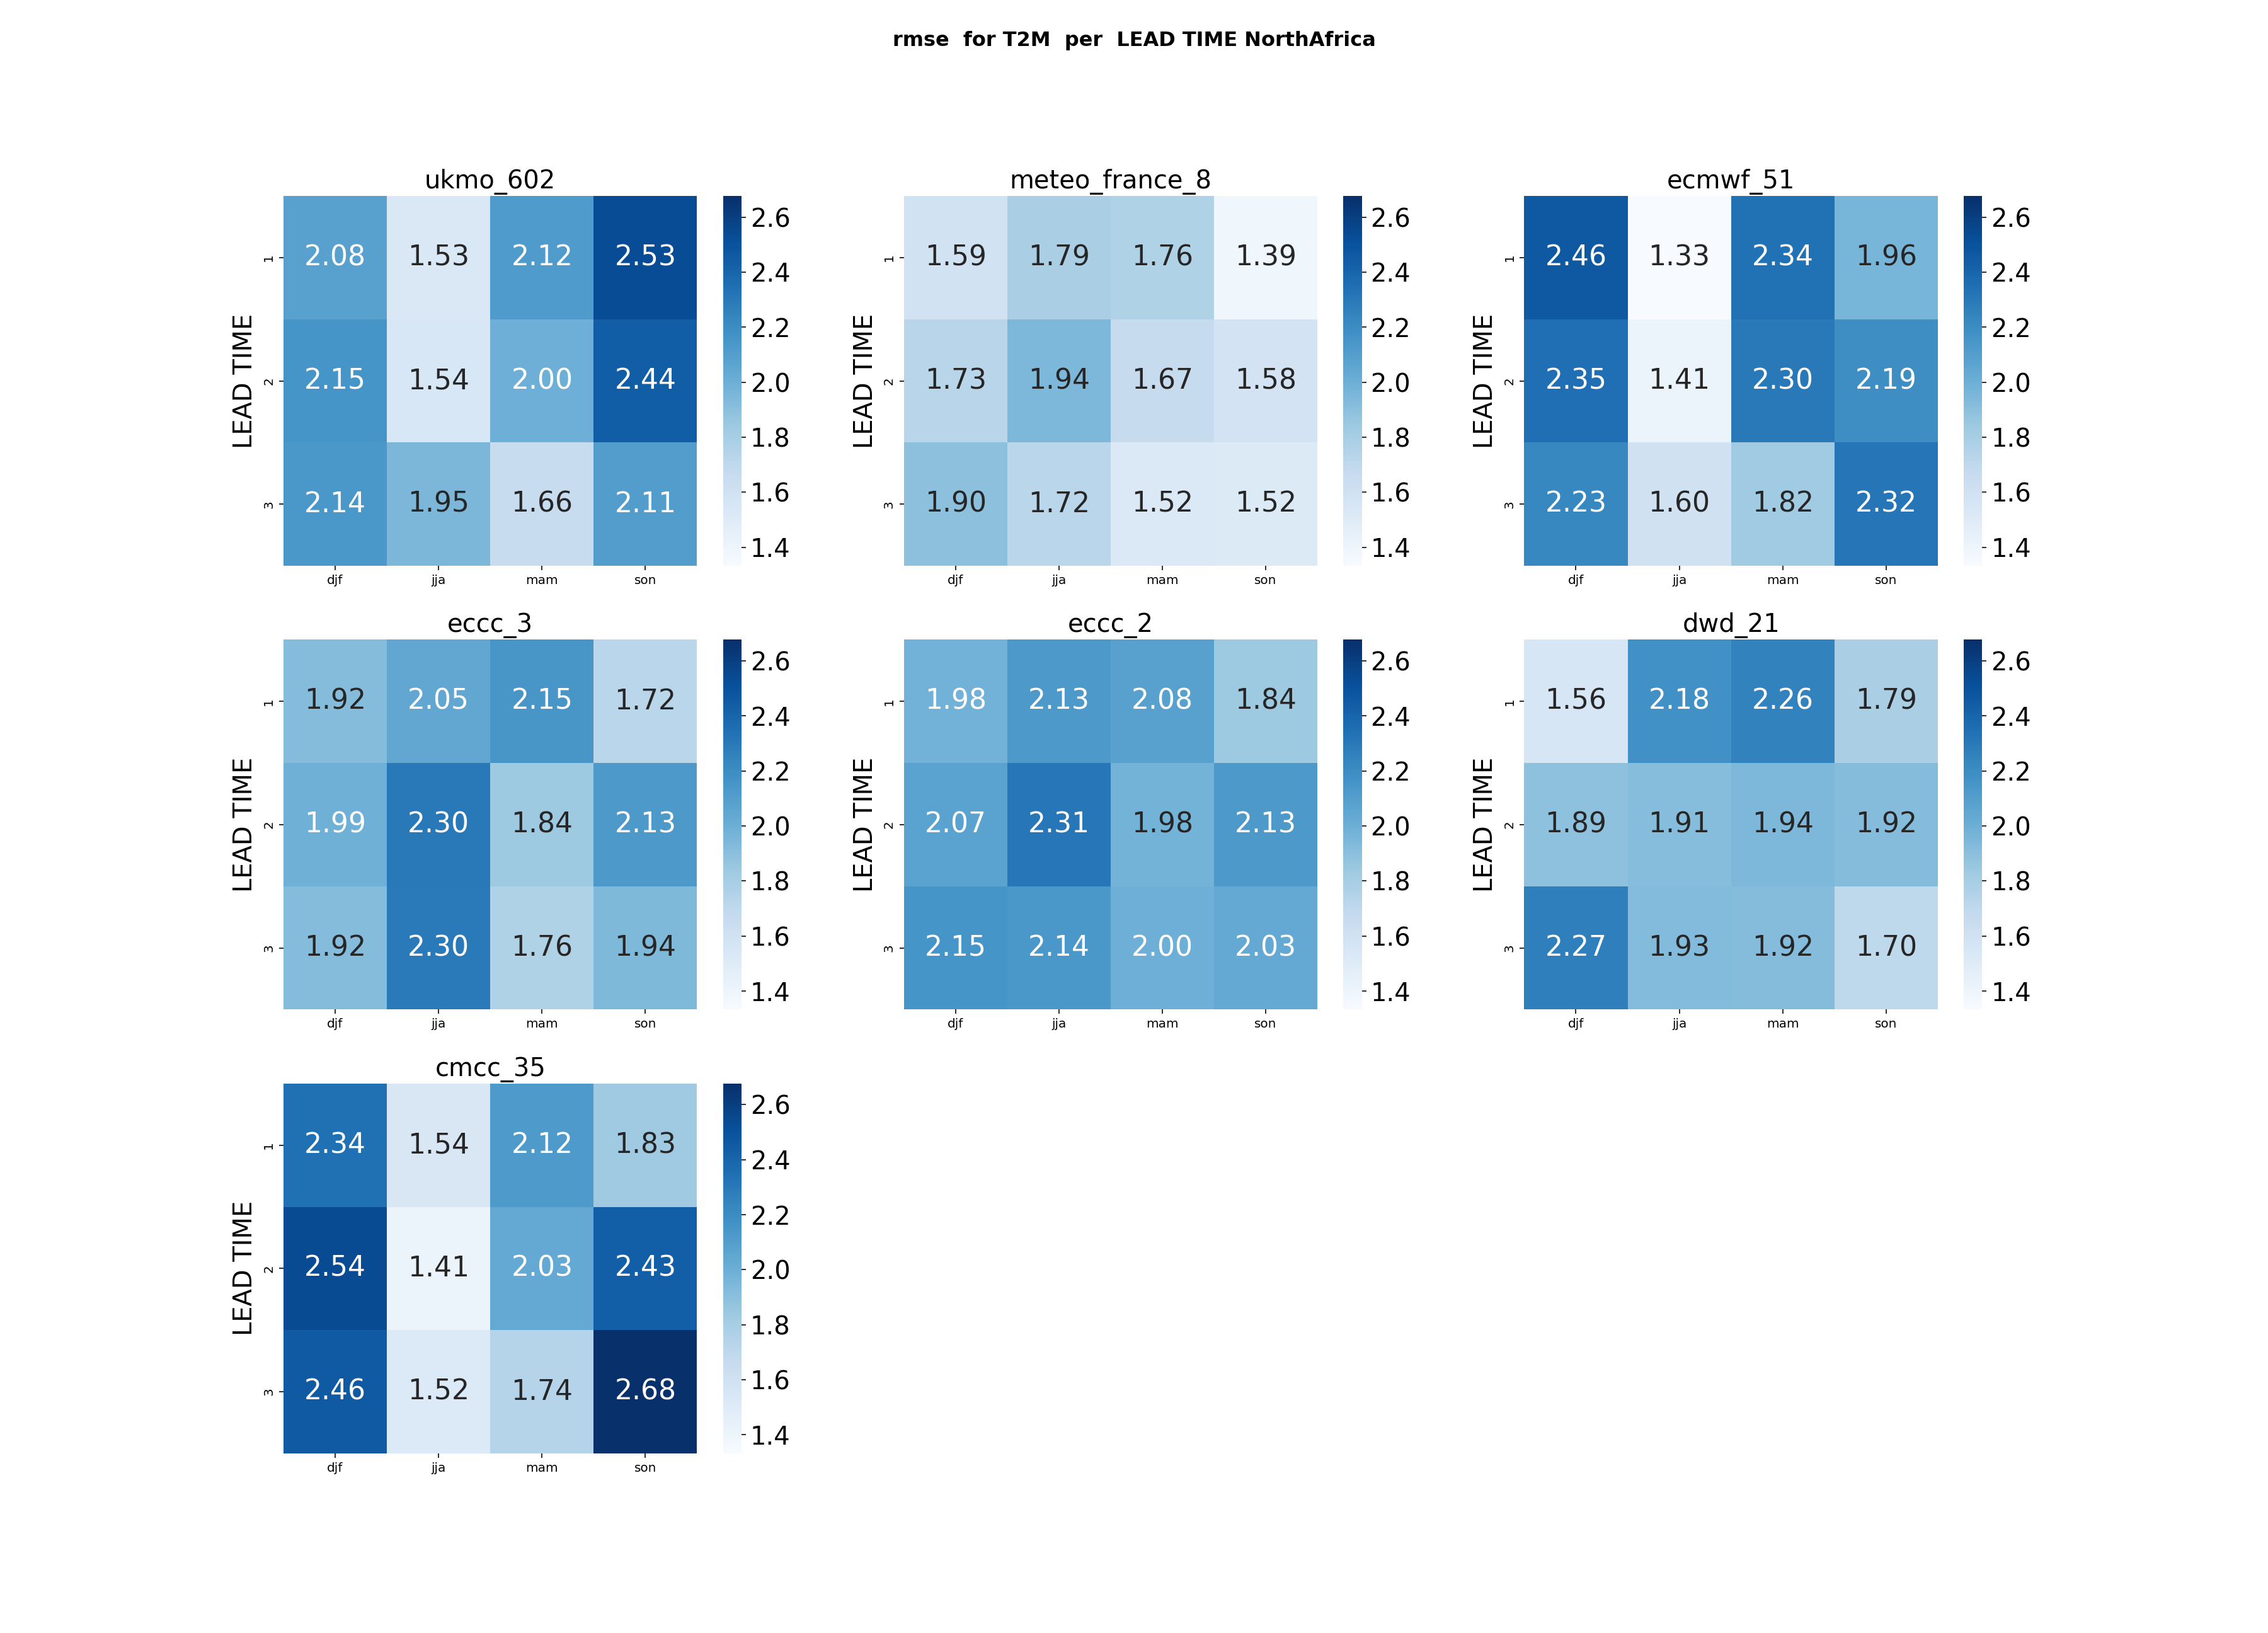 rmse  for T2M  per  LEAD TIME NorthAfrica
ukmo_602
LEAD TIME
1
2.08 1.53 2.12 2.53
2
2.15 1.54 2.00 2.44
3
2.14 1.95 1.66 2.11
djf jja mam son
2.6
2.4
2.2
2.0
1.8
1.6
1.4
meteo_france_8
LEAD TIME
1
1.59 1.79 1.76 1.39
2
1.73 1.94 1.67 1.58
3
1.90 1.72 1.52 1.52
djf jja mam son
2.6
2.4
2.2
2.0
1.8
1.6
1.4
ecmwf_51
LEAD TIME
1
2.46 1.33 2.34 1.96
2
2.35 1.41 2.30 2.19
3
2.23 1.60 1.82 2.32
djf jja mam son
2.6
2.4
2.2
2.0
1.8
1.6
1.4
eccc_3
LEAD TIME
1
1.92 2.05 2.15 1.72
2
1.99 2.30 1.84 2.13
3
1.92 2.30 1.76 1.94
djf jja mam son
2.6
2.4
2.2
2.0
1.8
1.6
1.4
eccc_2
LEAD TIME
1
1.98 2.13 2.08 1.84
2
2.07 2.31 1.98 2.13
3
2.15 2.14 2.00 2.03
djf jja mam son
2.6
2.4
2.2
2.0
1.8
1.6
1.4
dwd_21
LEAD TIME
1
1.56 2.18 2.26 1.79
2
1.89 1.91 1.94 1.92
3
2.27 1.93 1.92 1.70
djf jja mam son
2.6
2.4
2.2
2.0
1.8
1.6
1.4
cmcc_35
LEAD TIME
1
2.34 1.54 2.12 1.83
2
2.54 1.41 2.03 2.43
3
2.46 1.52 1.74 2.68
djf jja mam son
2.6
2.4
2.2
2.0
1.8
1.6
1.4